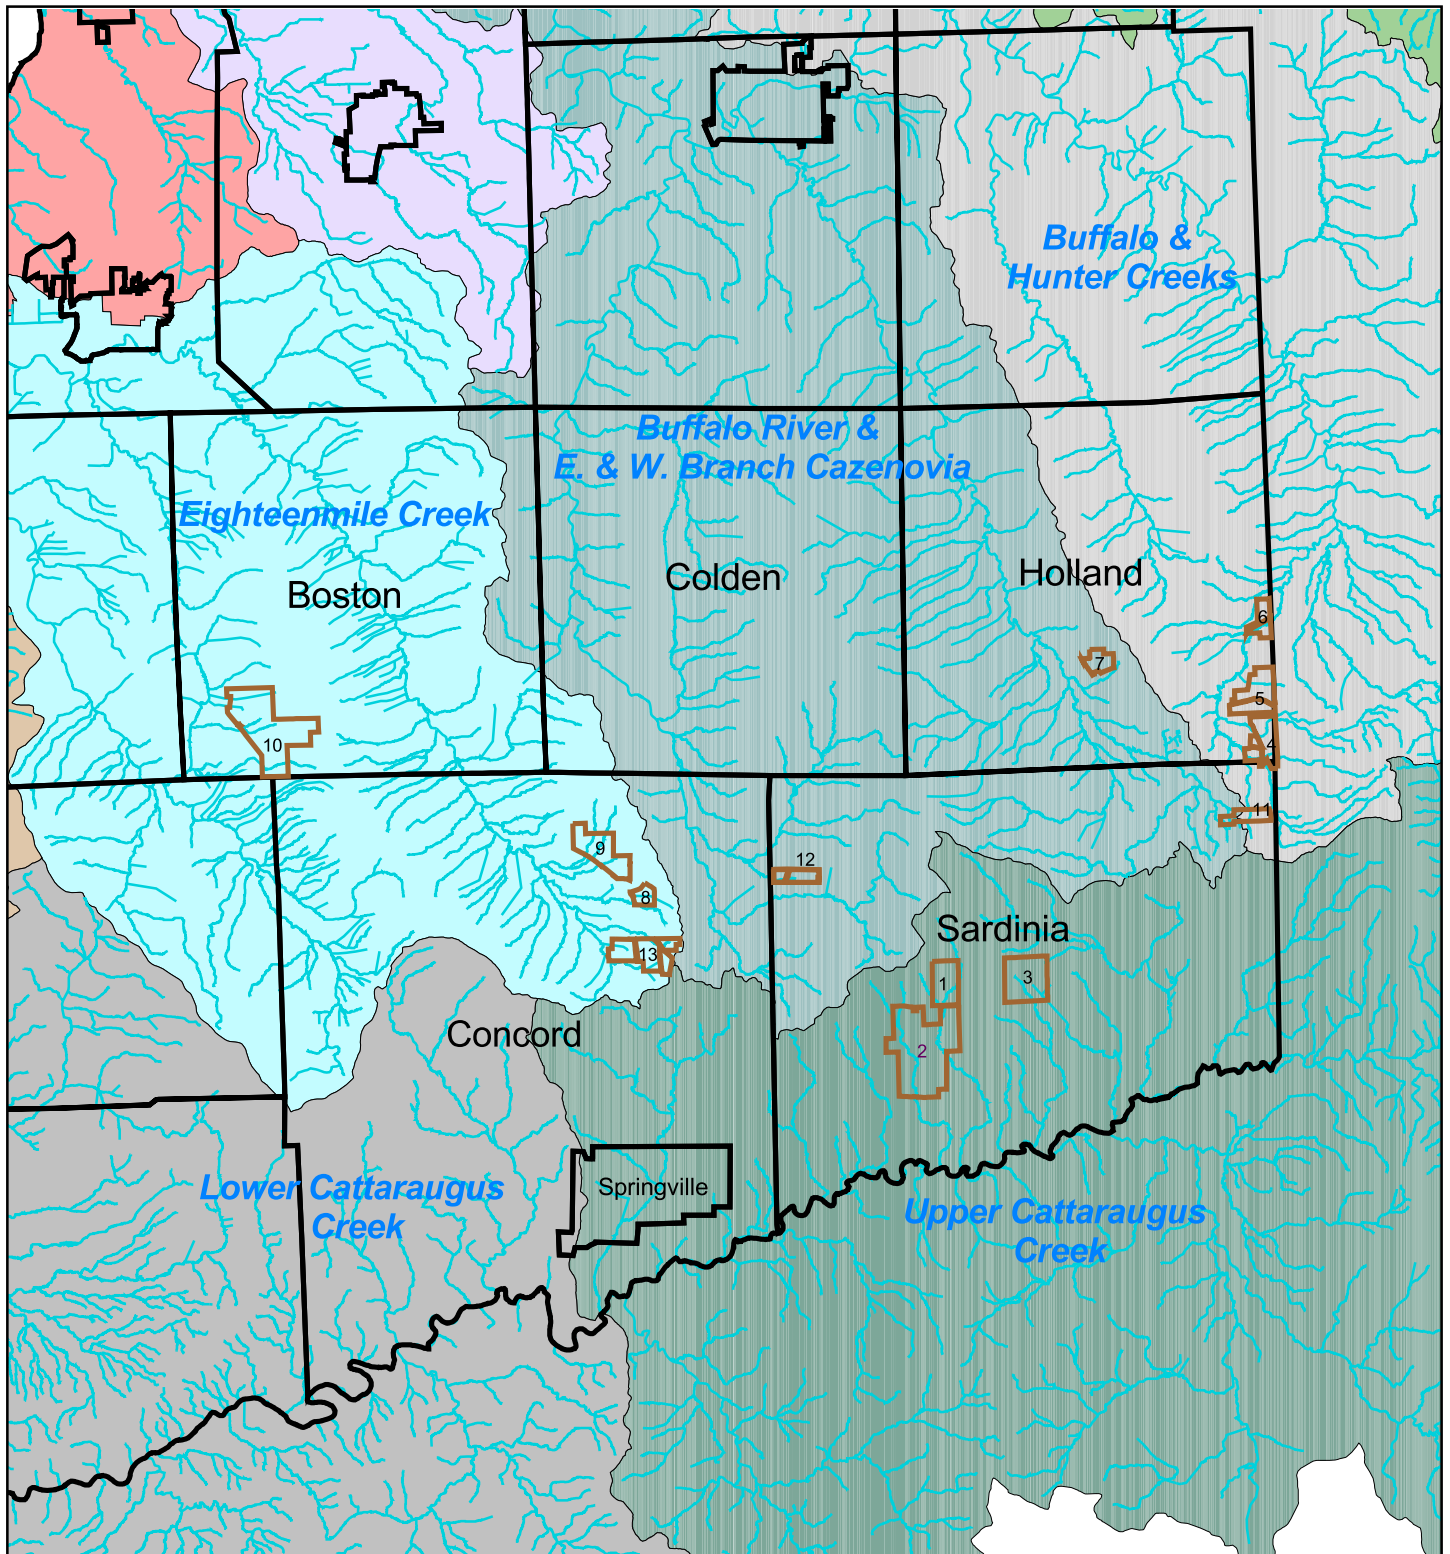 Buffalo &
Hunter Creeks
Buffalo River &
E. & W. Branch Cazenovia
Eighteenmile Creek
Boston
Colden
Holland
6
7
5
10
4
11
9
12
8
Sardinia
13
1
3
Concord
2
Springville
Lower Cattaraugus
Creek
Upper Cattaraugus
Creek